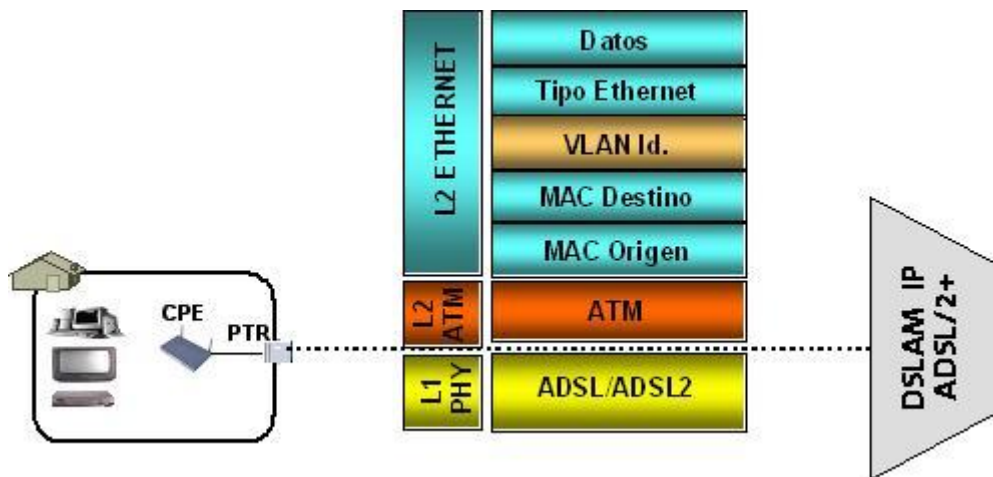 Datos
Tipo Ethernet
VLAN Id.
MAC Destino
MAC Origen
L2 ETHERNET
ATM
L2
ATM
ADSL/ADSL2
L1
PHY
CPE
PTR
DSLAM IP
ADSL/2+